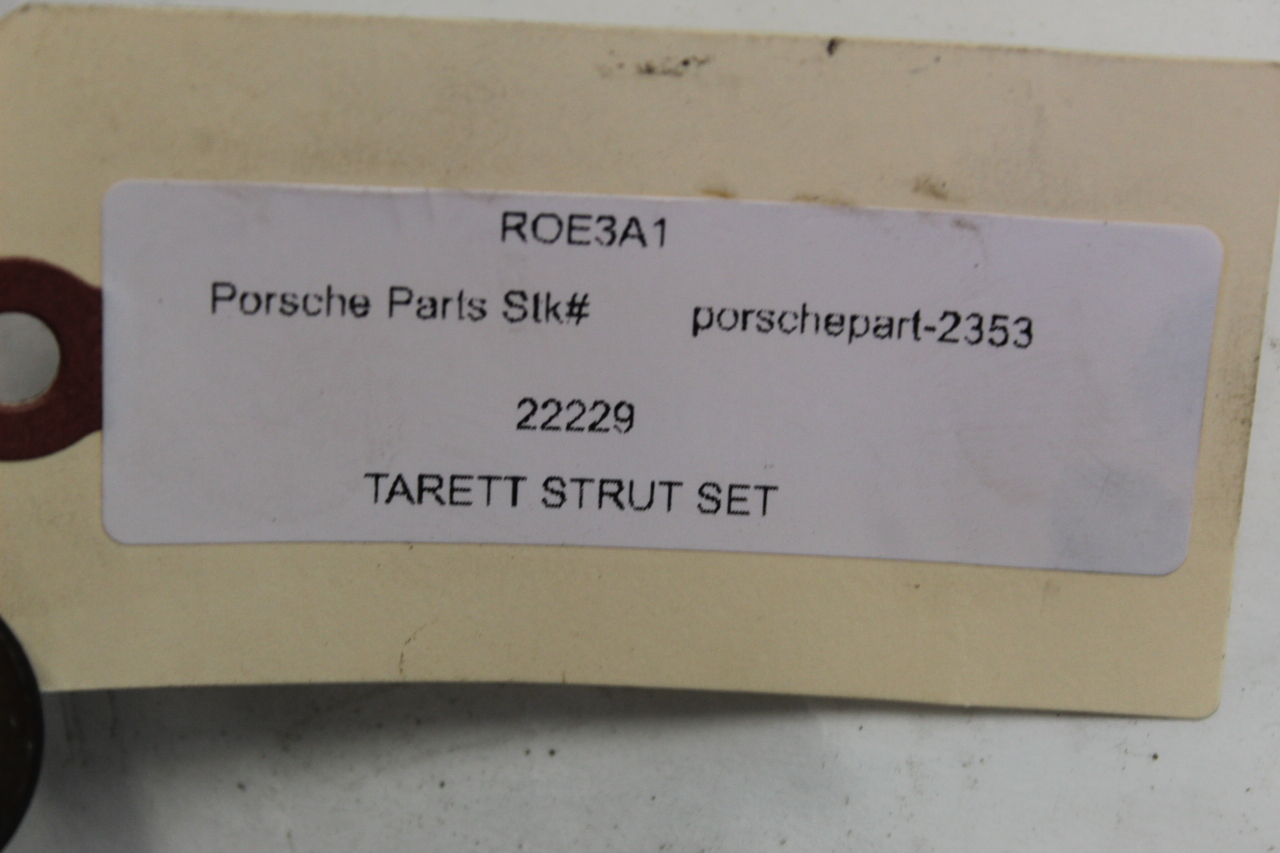 ROE3A1
Porsche Parts Stk# porschepart-2353
22229
TARETT STRUT SET